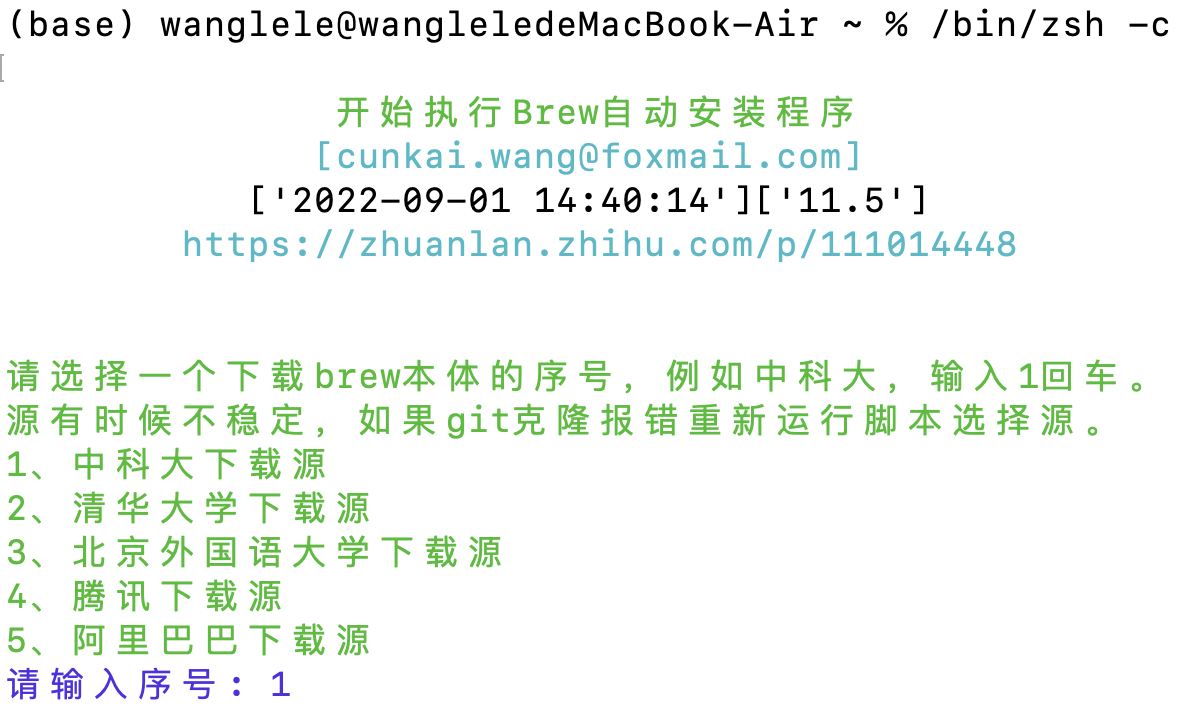 (base) wanglele@wangleledeMacBook-Air ~ % /bin/zsh -c
开始执行Brew自动安装程序
[cunkai.wang@foxmail.com]
['2022-09-01 14:40:14']['11.5']
https://zhuanlan.zhihu.com/p/111014448
请选择一个下载brew本体的序号，例如中科大，输入1回车。
源有时候不稳定，如果git克隆报错重新运行脚本选择源。
1、中科大下载源
2、清华大学下载源
3、北京外国语大学下载源
4、腾讯下载源
5、阿里巴巴下载源
请输入序号: 1